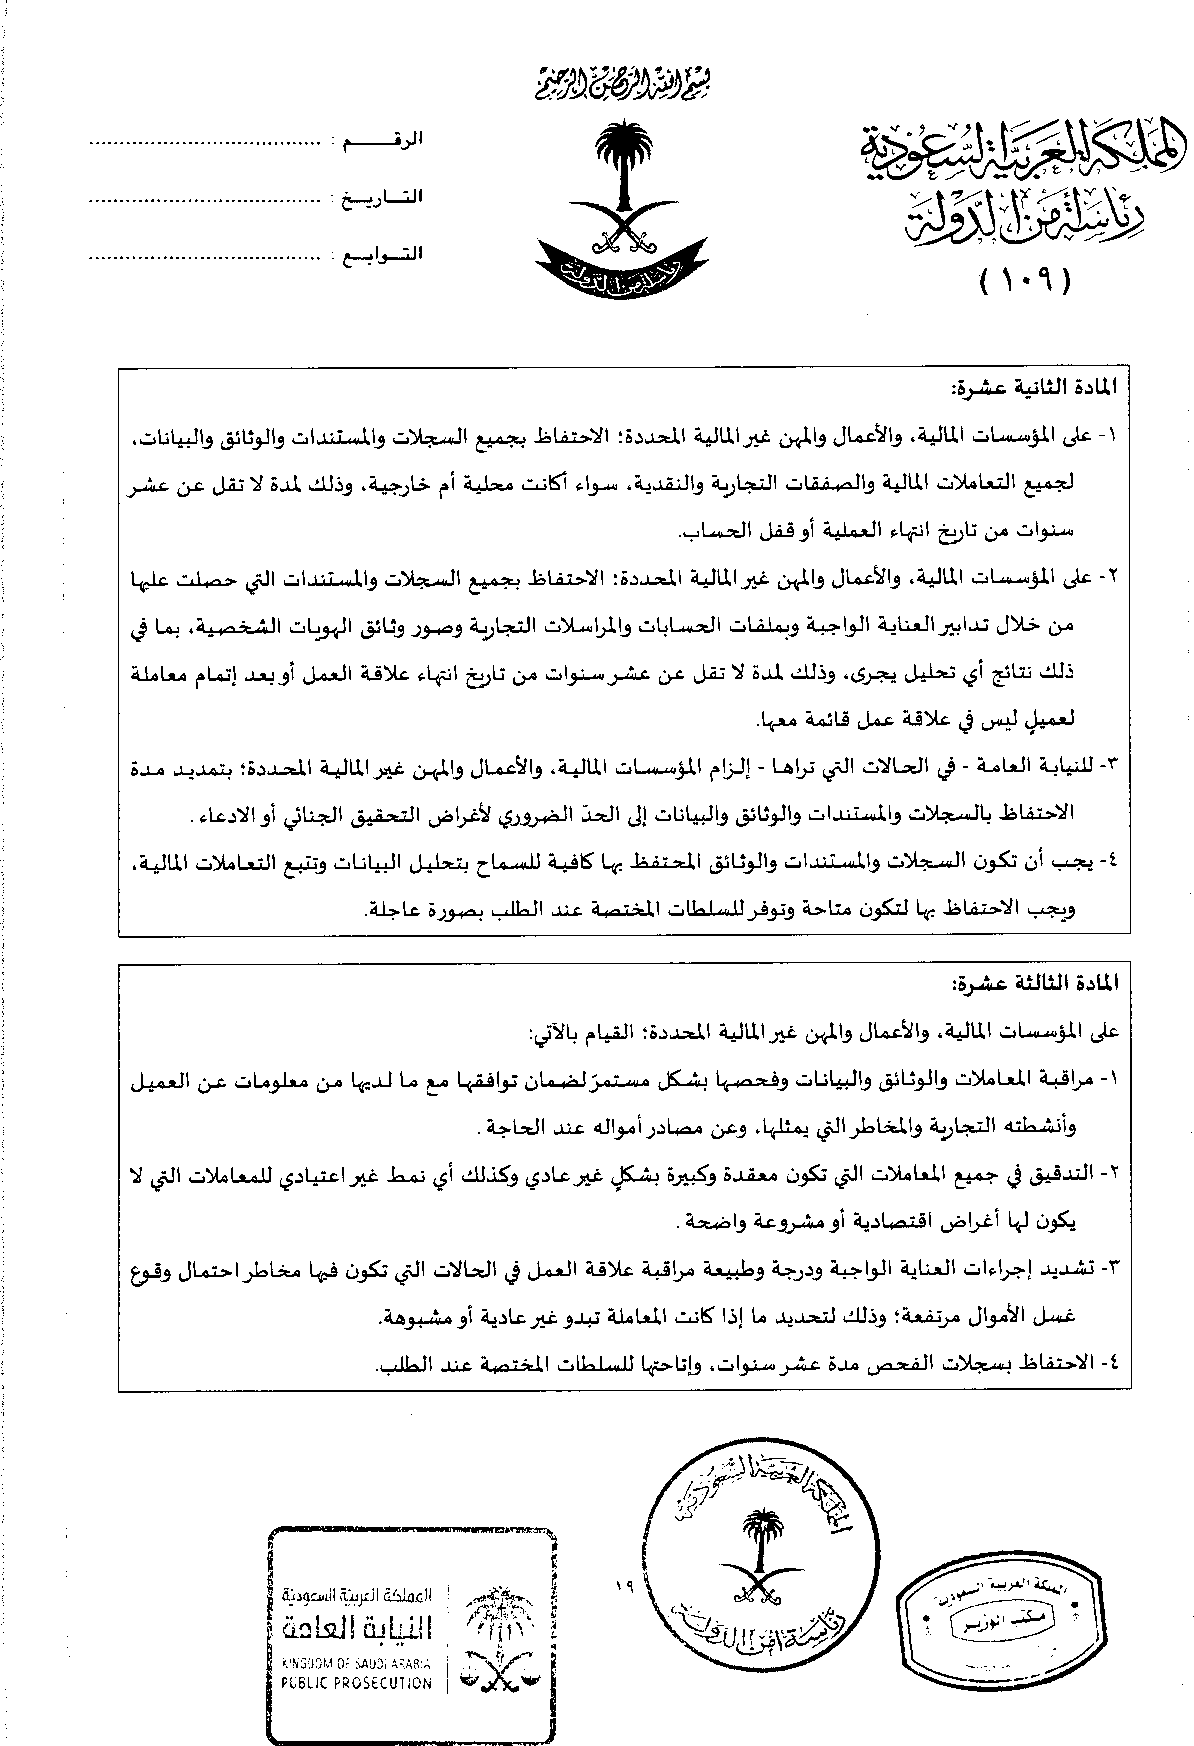 بسم الله الرحمن الرحيم
المملكة العربية السعودية
رئاسة أمن الدولة
(١٠٩)
الرقـــــم : ......................................
التـاريـخ : ......................................
التـوابـع : ......................................
رئاسة أمن الدولة
المادة الثانية عشرة:
١- على المؤسسات المالية، والأعمال والمهن غير المالية المحددة؛ الاحتفاظ بجميع السجلات والمستندات والوثائق والبيانات،
لجميع التعاملات المالية والصفقات التجارية والنقدية، سواء أكانت محلية أم خارجية، وذلك لمدة لا تقل عن عشر
سنوات من تاريخ انتهاء العملية أو قفل الحساب.
٢- على المؤسسات المالية، والأعمال والمهن غير المالية المحددة؛ الاحتفاظ بجميع السجلات والمستندات التي حصلت عليها
من خلال تدابير العناية الواجبة وبملفات الحسابات والمراسلات التجارية وصور وثائق الهويات الشخصية، بما في
ذلك نتائج أي تحليل يجرى، وذلك لمدة لا تقل عن عشر سنوات من تاريخ انتهاء علاقة العمل أو بعد إتمام معاملة
لعميلٍ ليس في علاقة عمل قائمة معها.
٣- للنيابة العامة - في الحالات التي تراها - إلزام المؤسسات المالية، والأعمال والمهن غير المالية المحددة؛ بتمديد مدة
الاحتفاظ بالسجلات والمستندات والوثائق والبيانات إلى الحدّ الضروري لأغراض التحقيق الجنائي أو الادعاء .
٤- يجب أن تكون السجلات والمستندات والوثائق المحتفظ بها كافية للسماح بتحليل البيانات وتتبع التعاملات المالية،
ويجب الاحتفاظ بها لتكون متاحة وتوفر للسلطات المختصة عند الطلب بصورة عاجلة.
المادة الثالثة عشرة:
على المؤسسات المالية، والأعمال والمهن غير المالية المحددة؛ القيام بالآتي:
١- مراقبة المعاملات والوثائق والبيانات وفحصها بشكل مستمرّ لضمان توافقها مع ما لديها من معلومات عن العميل
وأنشطته التجارية والمخاطر التي يمثلها، وعن مصادر أمواله عند الحاجة .
٢- التدقيق في جميع المعاملات التي تكون معقدة وكبيرة بشكلٍ غير عادي وكذلك أي نمط غير اعتيادي للمعاملات التي لا
يكون لها أغراض اقتصادية أو مشروعة واضحة .
٣- تشديد إجراءات العناية الواجبة ودرجة وطبيعة مراقبة علاقة العمل في الحالات التي تكون فيها مخاطر احتمال وقوع
غسل الأموال مرتفعة؛ وذلك لتحديد ما إذا كانت المعاملة تبدو غير عادية أو مشبوهة.
٤- الاحتفاظ بسجلات الفحص مدة عشر سنوات، وإتاحتها للسلطات المختصة عند الطلب.
المملكة العربية السعودية
رئاسة أمن الدولة
المملكة العربية السعودية
مكتب الوزير
١٩
المملكة العربية السعودية
النيابة العامة
KINGDOM OF SAUDI ARABIA
PUBLIC PROSECUTION